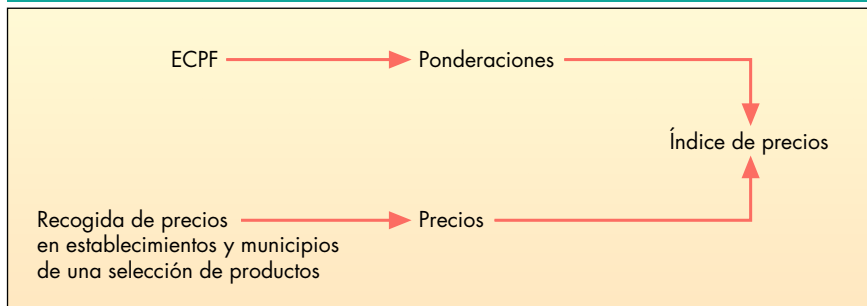 ECPF
Ponderaciones
Índice de precios
Recogida de precios
en establecimientos y municipios
de una selección de productos
Precios